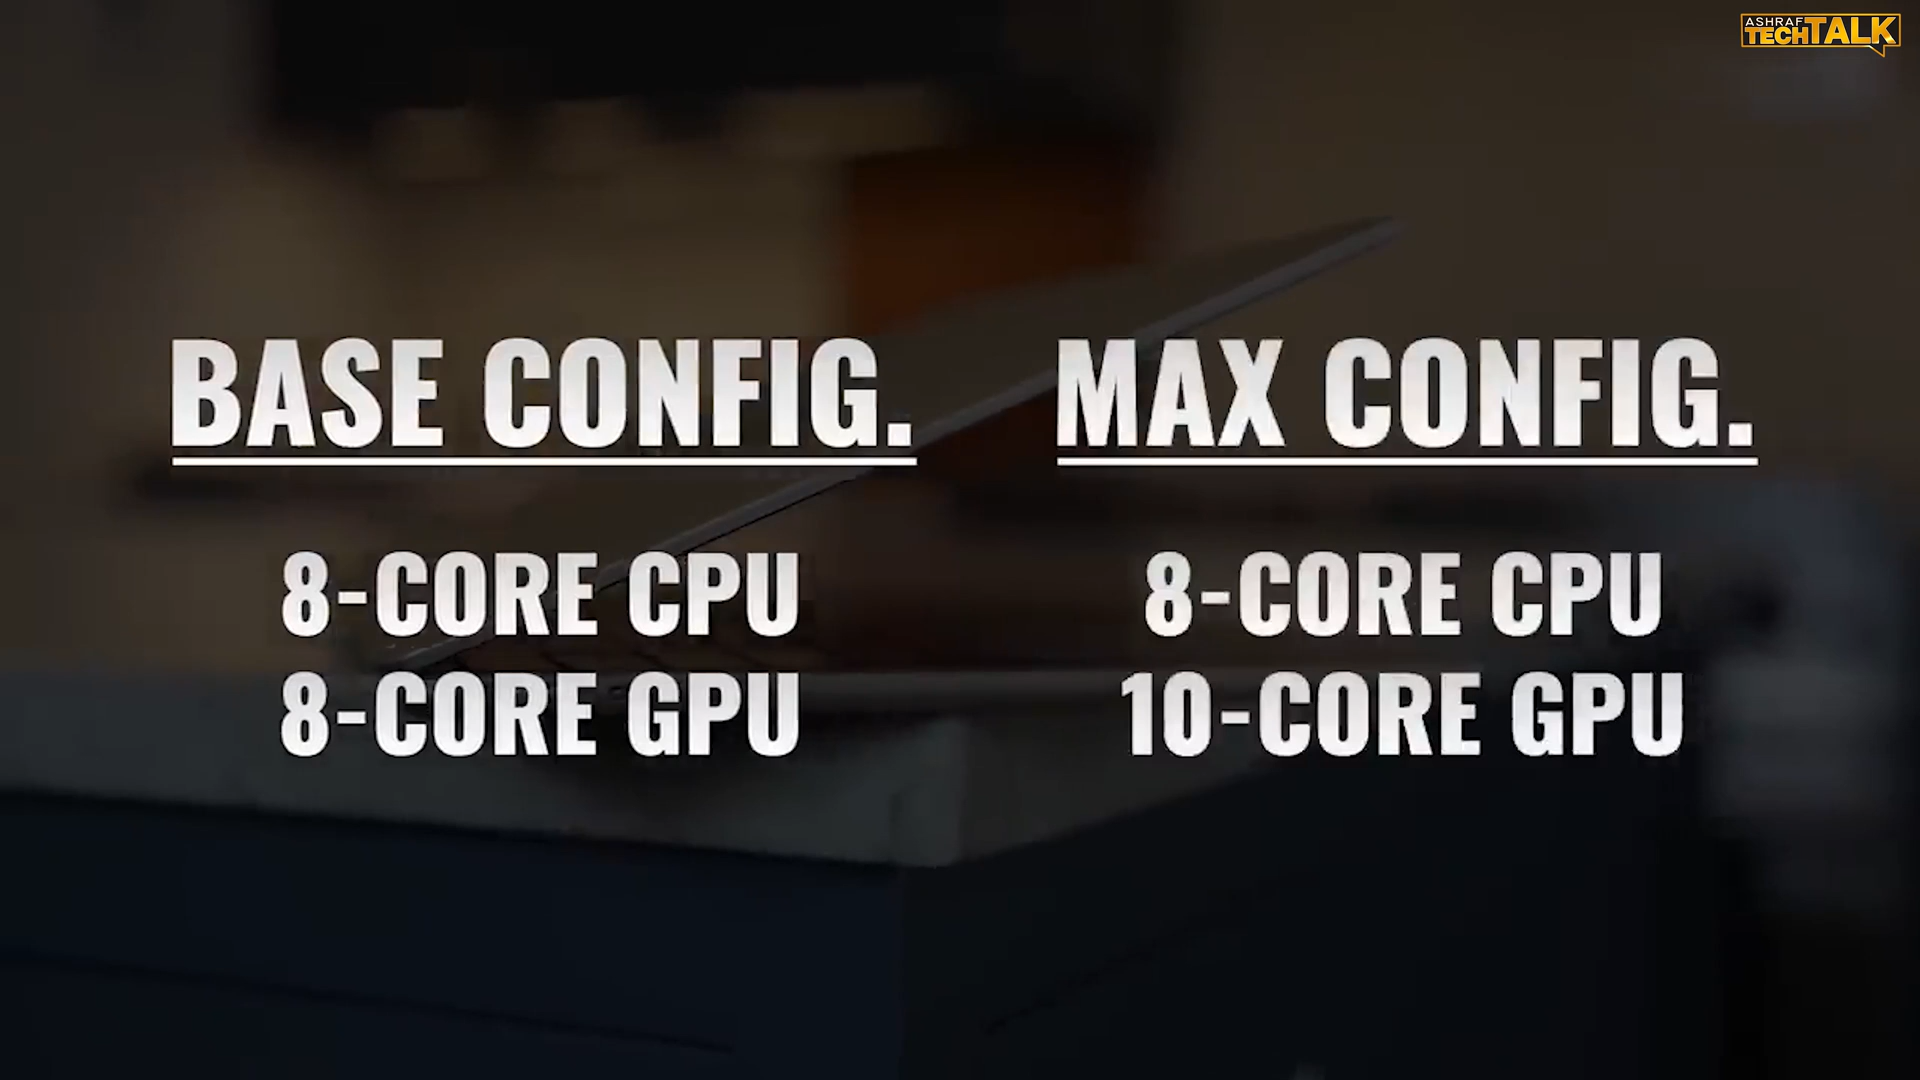 ASHRAF
TECHTALK
BASE CONFIG.
8-CORE CPU
8-CORE GPU
MAX CONFIG.
8-CORE CPU
10-CORE GPU